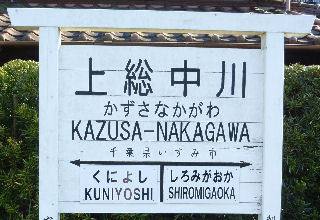 上総中川
かずさなかがわ
KAZUSA-NAKAGAWA
千葉県いすみ市
くによし しろみがおか
KUNIYOSHI SHIROMIGAOKA